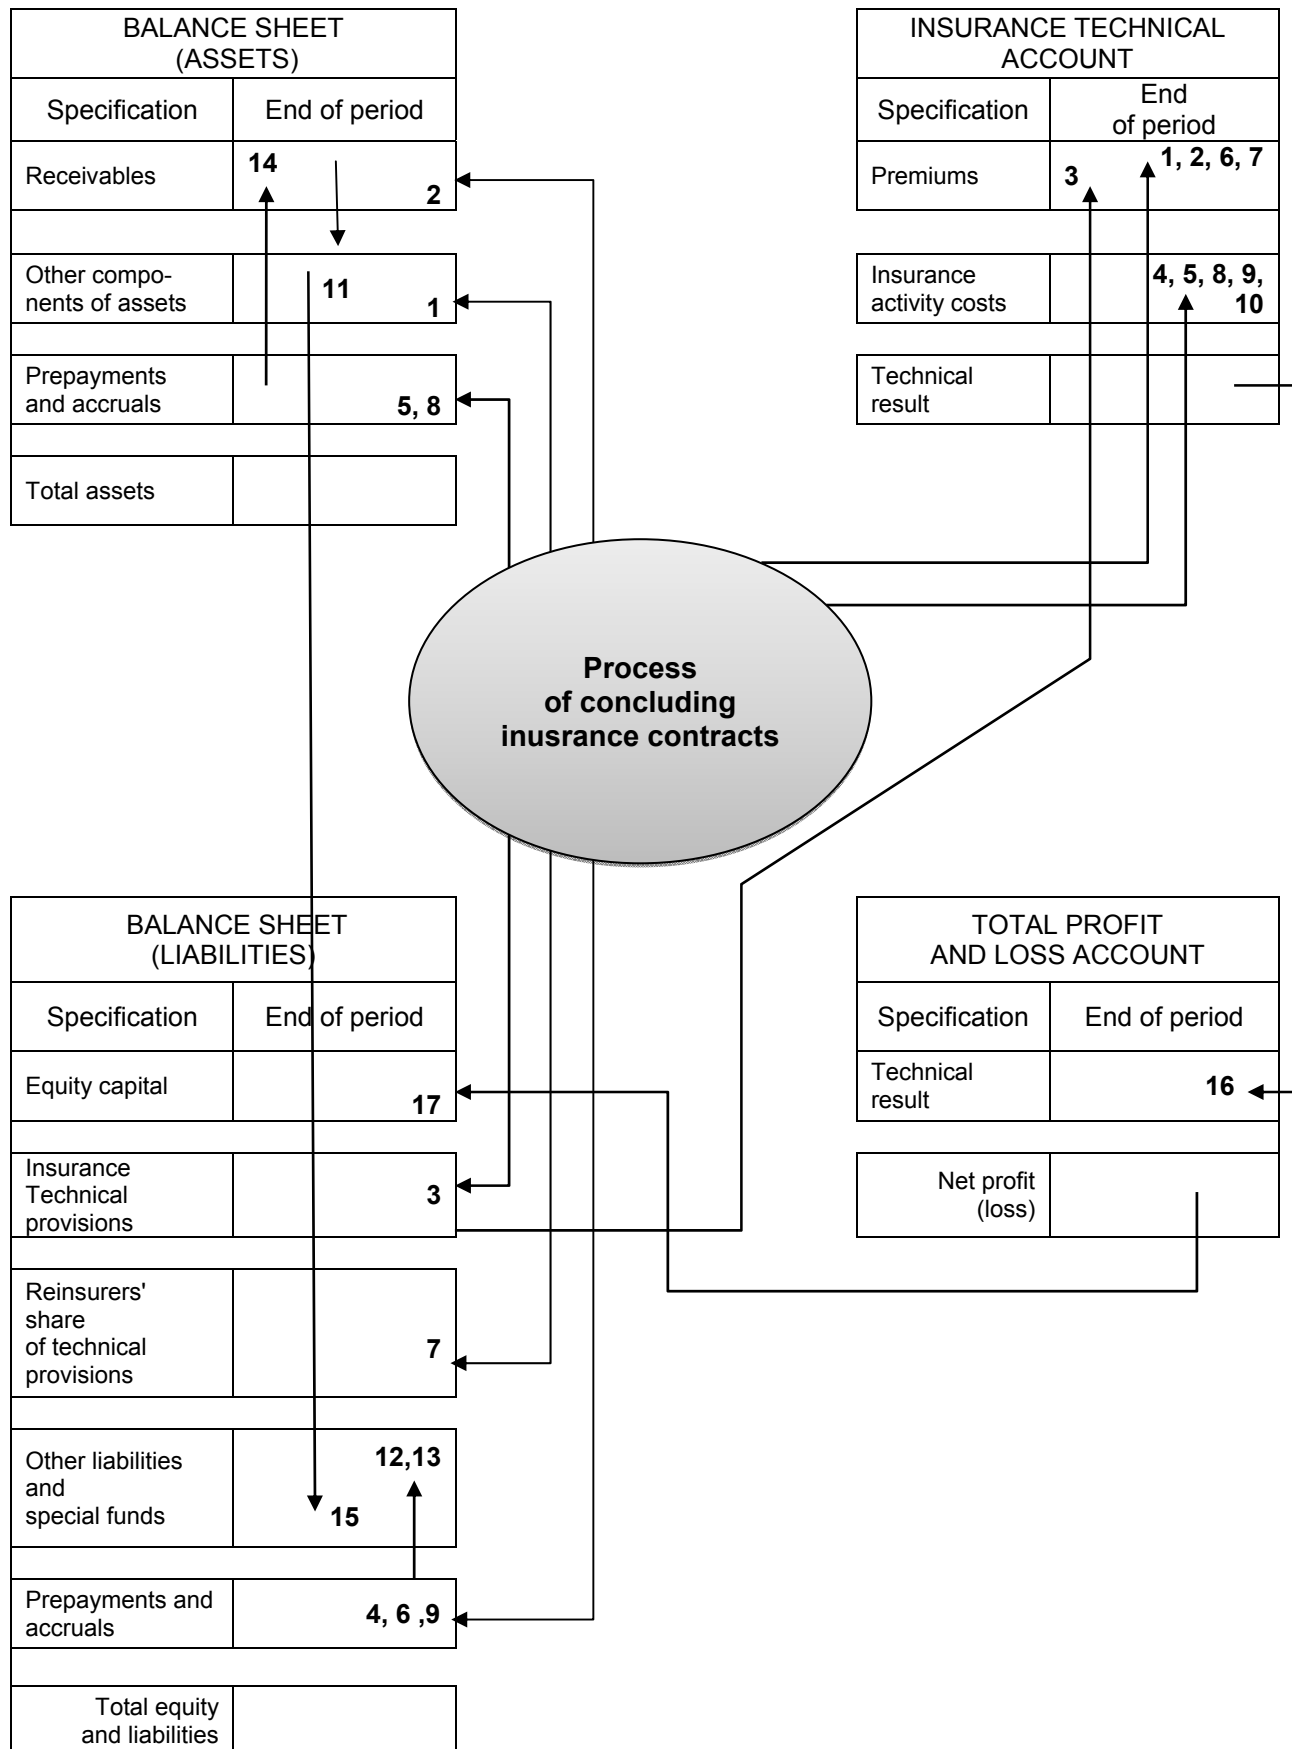 BALANCE SHEET
(ASSETS)
Specification
End of period
Receivables
14
2
Other compo-
nents of assets
11
1
Prepayments
and accruals
5, 8
Total assets
INSURANCE TECHNICAL
ACCOUNT
Specification
End
of period
Premiums
3
1, 2, 6, 7
Insurance
activity costs
4, 5, 8, 9,
10
Technical
result
Process
of concluding
inusrance contracts
BALANCE SHEET
(LIABILITIES)
Specification
End of period
Equity capital
17
Insurance
Technical
provisions
3
Reinsurers'
share
of technical
provisions
7
Other liabilities
and
special funds
12,13
15
Prepayments and
accruals
4, 6 ,9
Total equity
and liabilities
TOTAL PROFIT
AND LOSS ACCOUNT
Specification
End of period
Technical
result
16
Net profit
(loss)